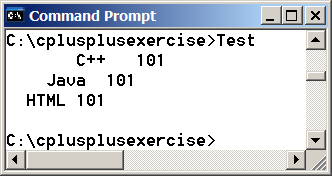 Command Prompt
C:\cplusplusexercise>Test
       C++   101
    Java  101
  HTML 101
C:\cplusplusexercise>